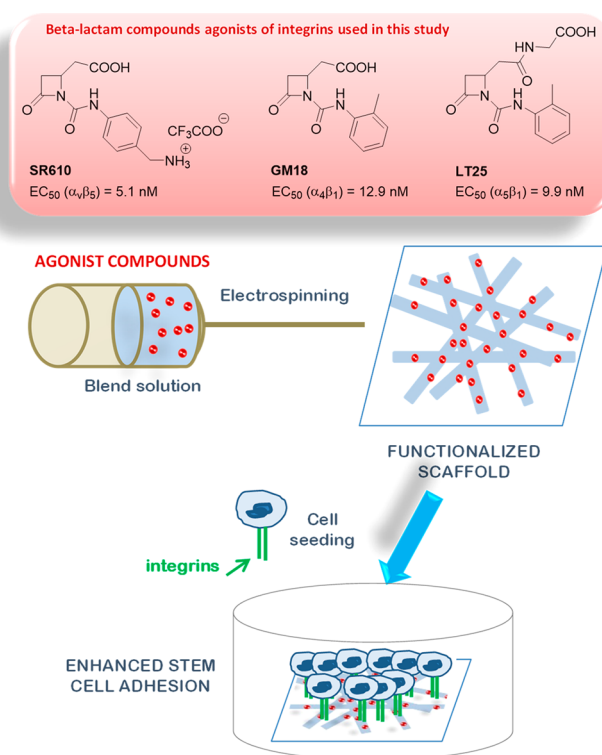 Beta-lactam compounds agonists of integrins used in this study
COOH
O
N
H
N
O
CF₃COO⊖
⊕
NH₃
SR610
EC₅₀ (αᵥβ₅) = 5.1 nM
COOH
O
N
H
N
O
GM18
EC₅₀ (α₄β₁) = 12.9 nM
COOH
HN
O
O
N
H
N
O
LT25
EC₅₀ (α₅β₁) = 9.9 nM
AGONIST COMPOUNDS
Electrospinning
Blend solution
FUNCTIONALIZED
SCAFFOLD
Cell
seeding
integrins
ENHANCED STEM
CELL ADHESION